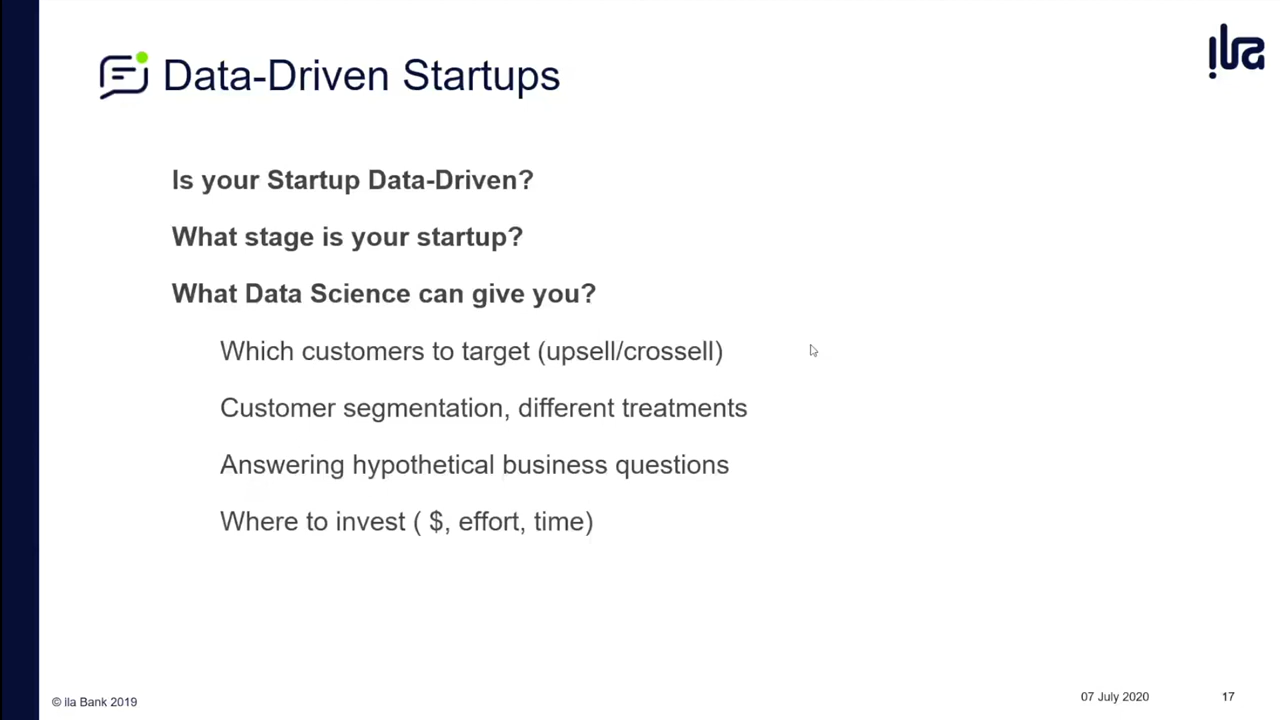 ila
Data-Driven Startups
Is your Startup Data-Driven?
What stage is your startup?
What Data Science can give you?
Which customers to target (upsell/crossell)
Customer segmentation, different treatments
Answering hypothetical business questions
Where to invest ( $, effort, time)
© ila Bank 2019
07 July 2020
17